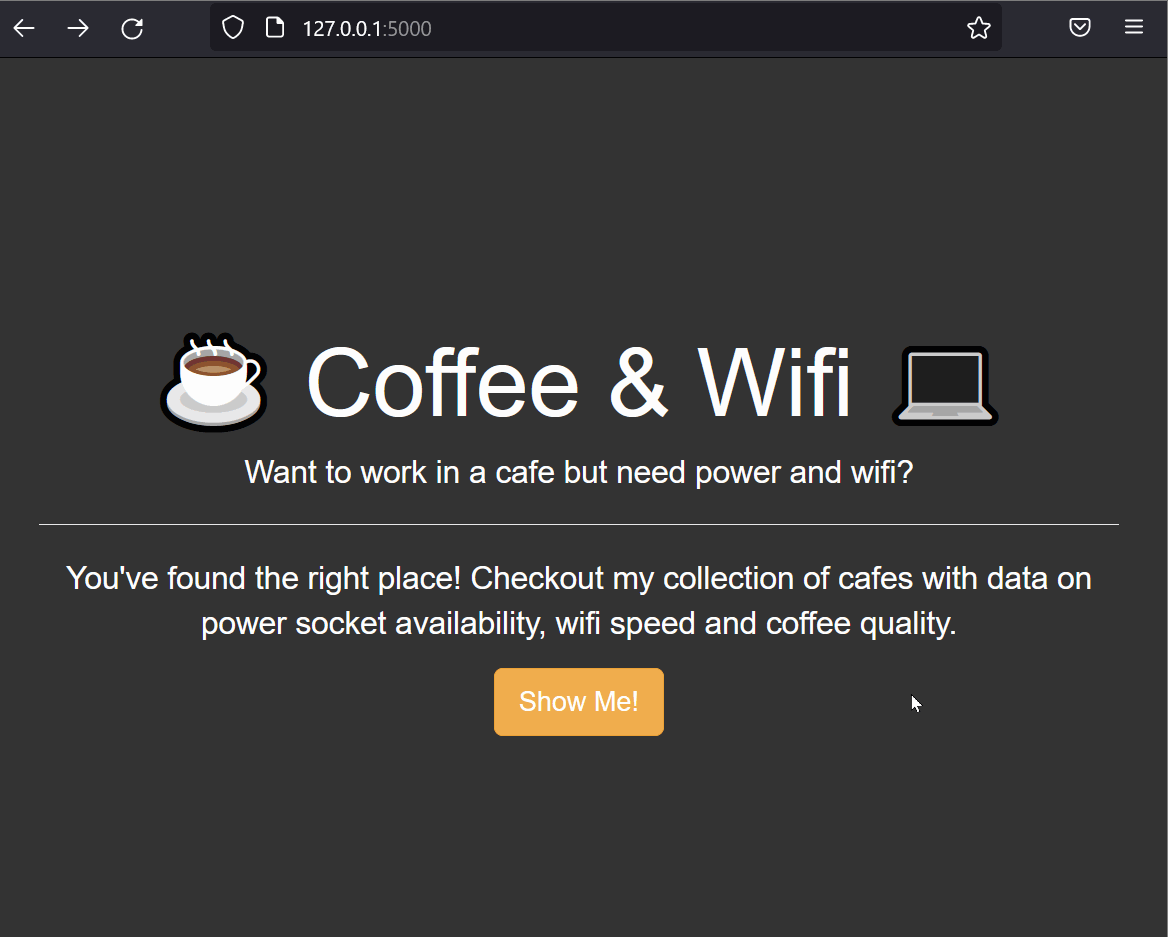 127.0.0.1:5000
☕ Coffee & Wifi 💻
Want to work in a cafe but need power and wifi?
You've found the right place! Checkout my collection of cafes with data on
power socket availability, wifi speed and coffee quality.
Show Me!